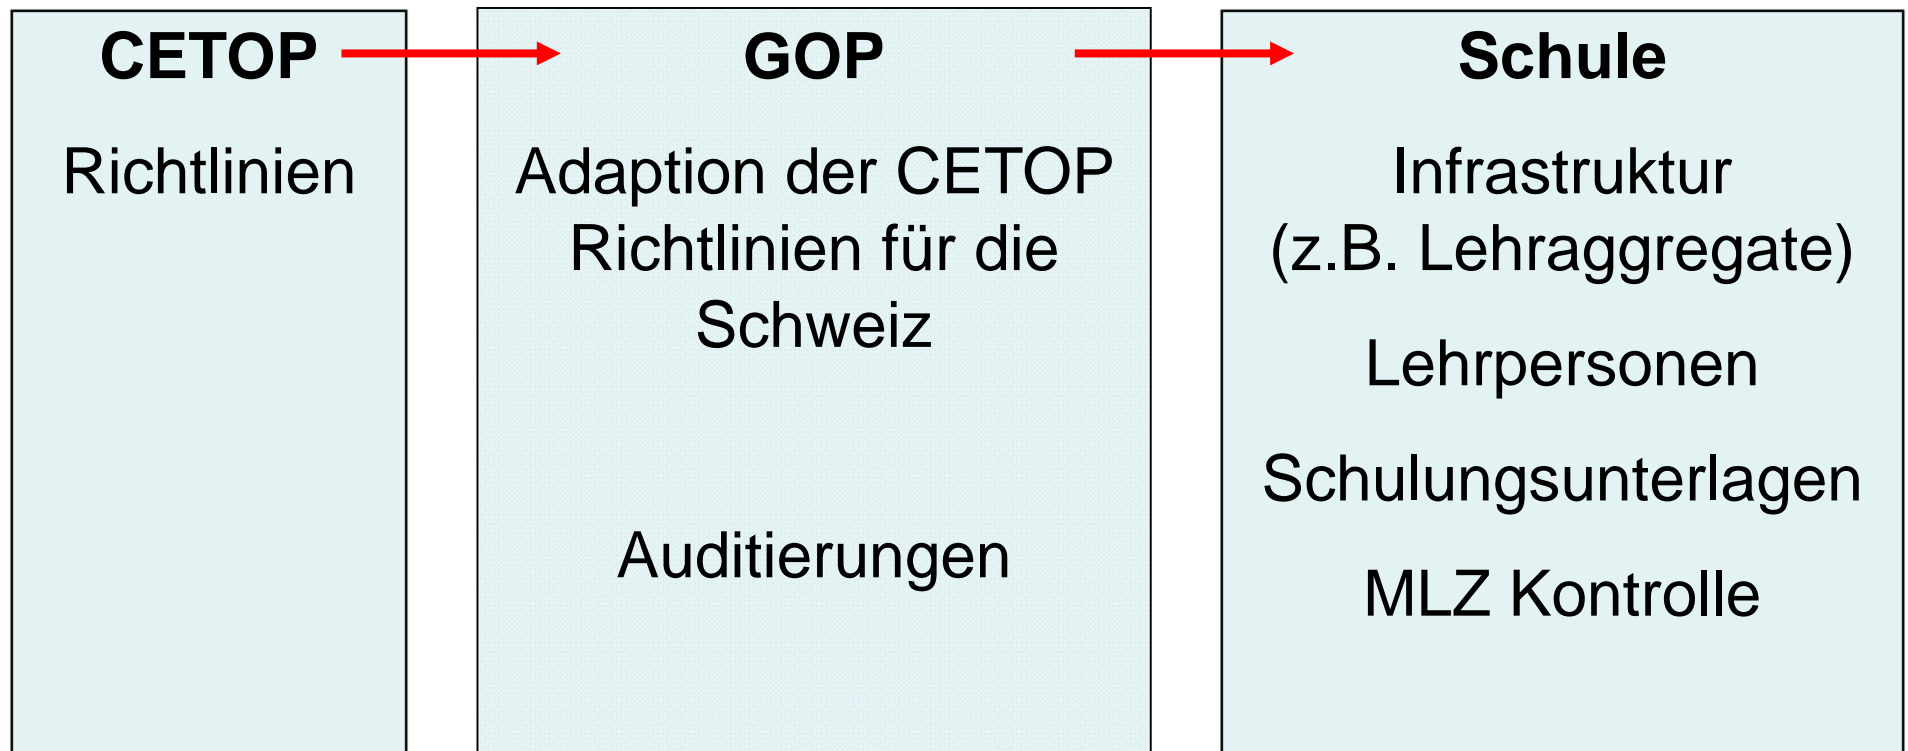 CETOP
Richtlinien
GOP
Adaption der CETOP
Richtlinien für die
Schweiz
Auditierungen
Schule
Infrastruktur
(z.B. Lehraggregate)
Lehrpersonen
Schulungsunterlagen
MLZ Kontrolle